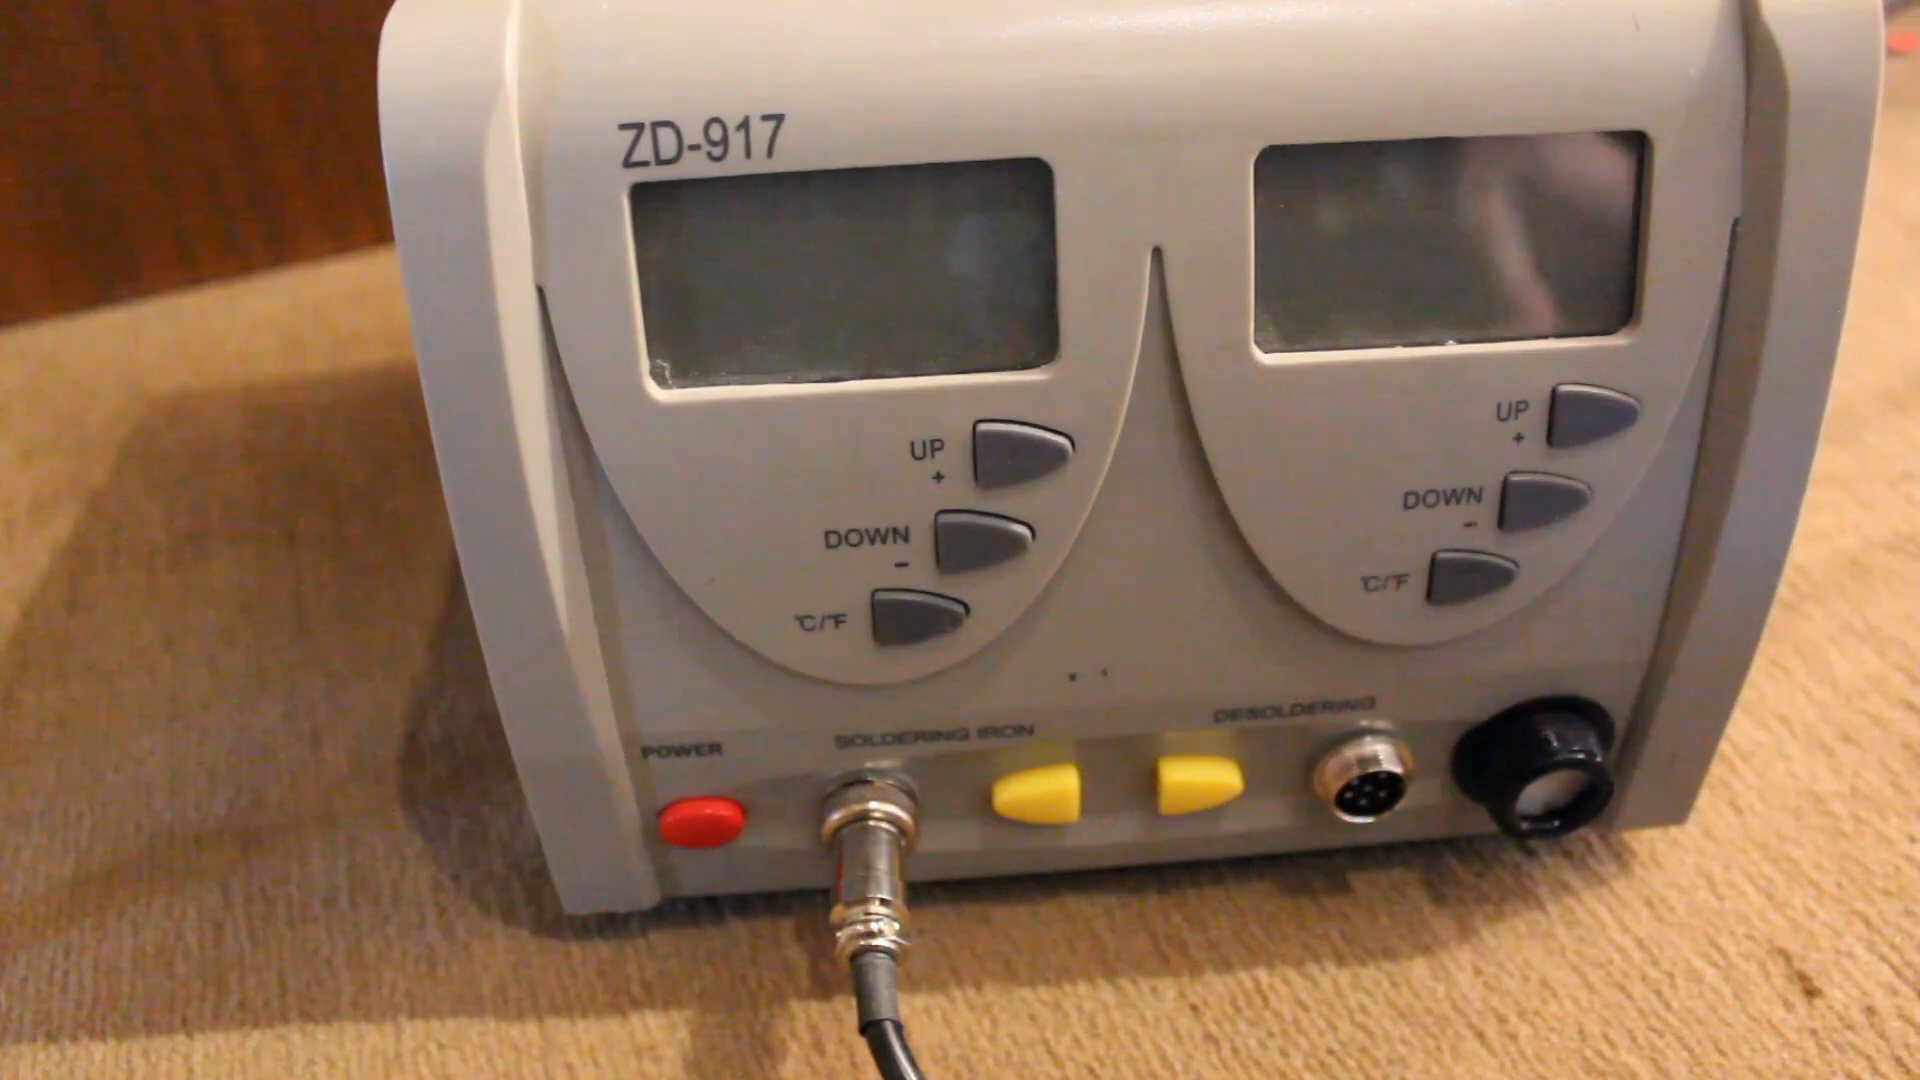 ZD-917
UP
+
DOWN
-
℃/℉
UP
+
DOWN
-
℃/℉
POWER
SOLDERING IRON
DESOLDERING